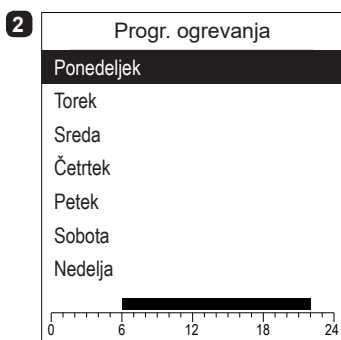 2
Progr. ogrevanja
Ponedeljek
Torek
Sreda
Četrtek
Petek
Sobota
Nedelja
0 6 12 18 24